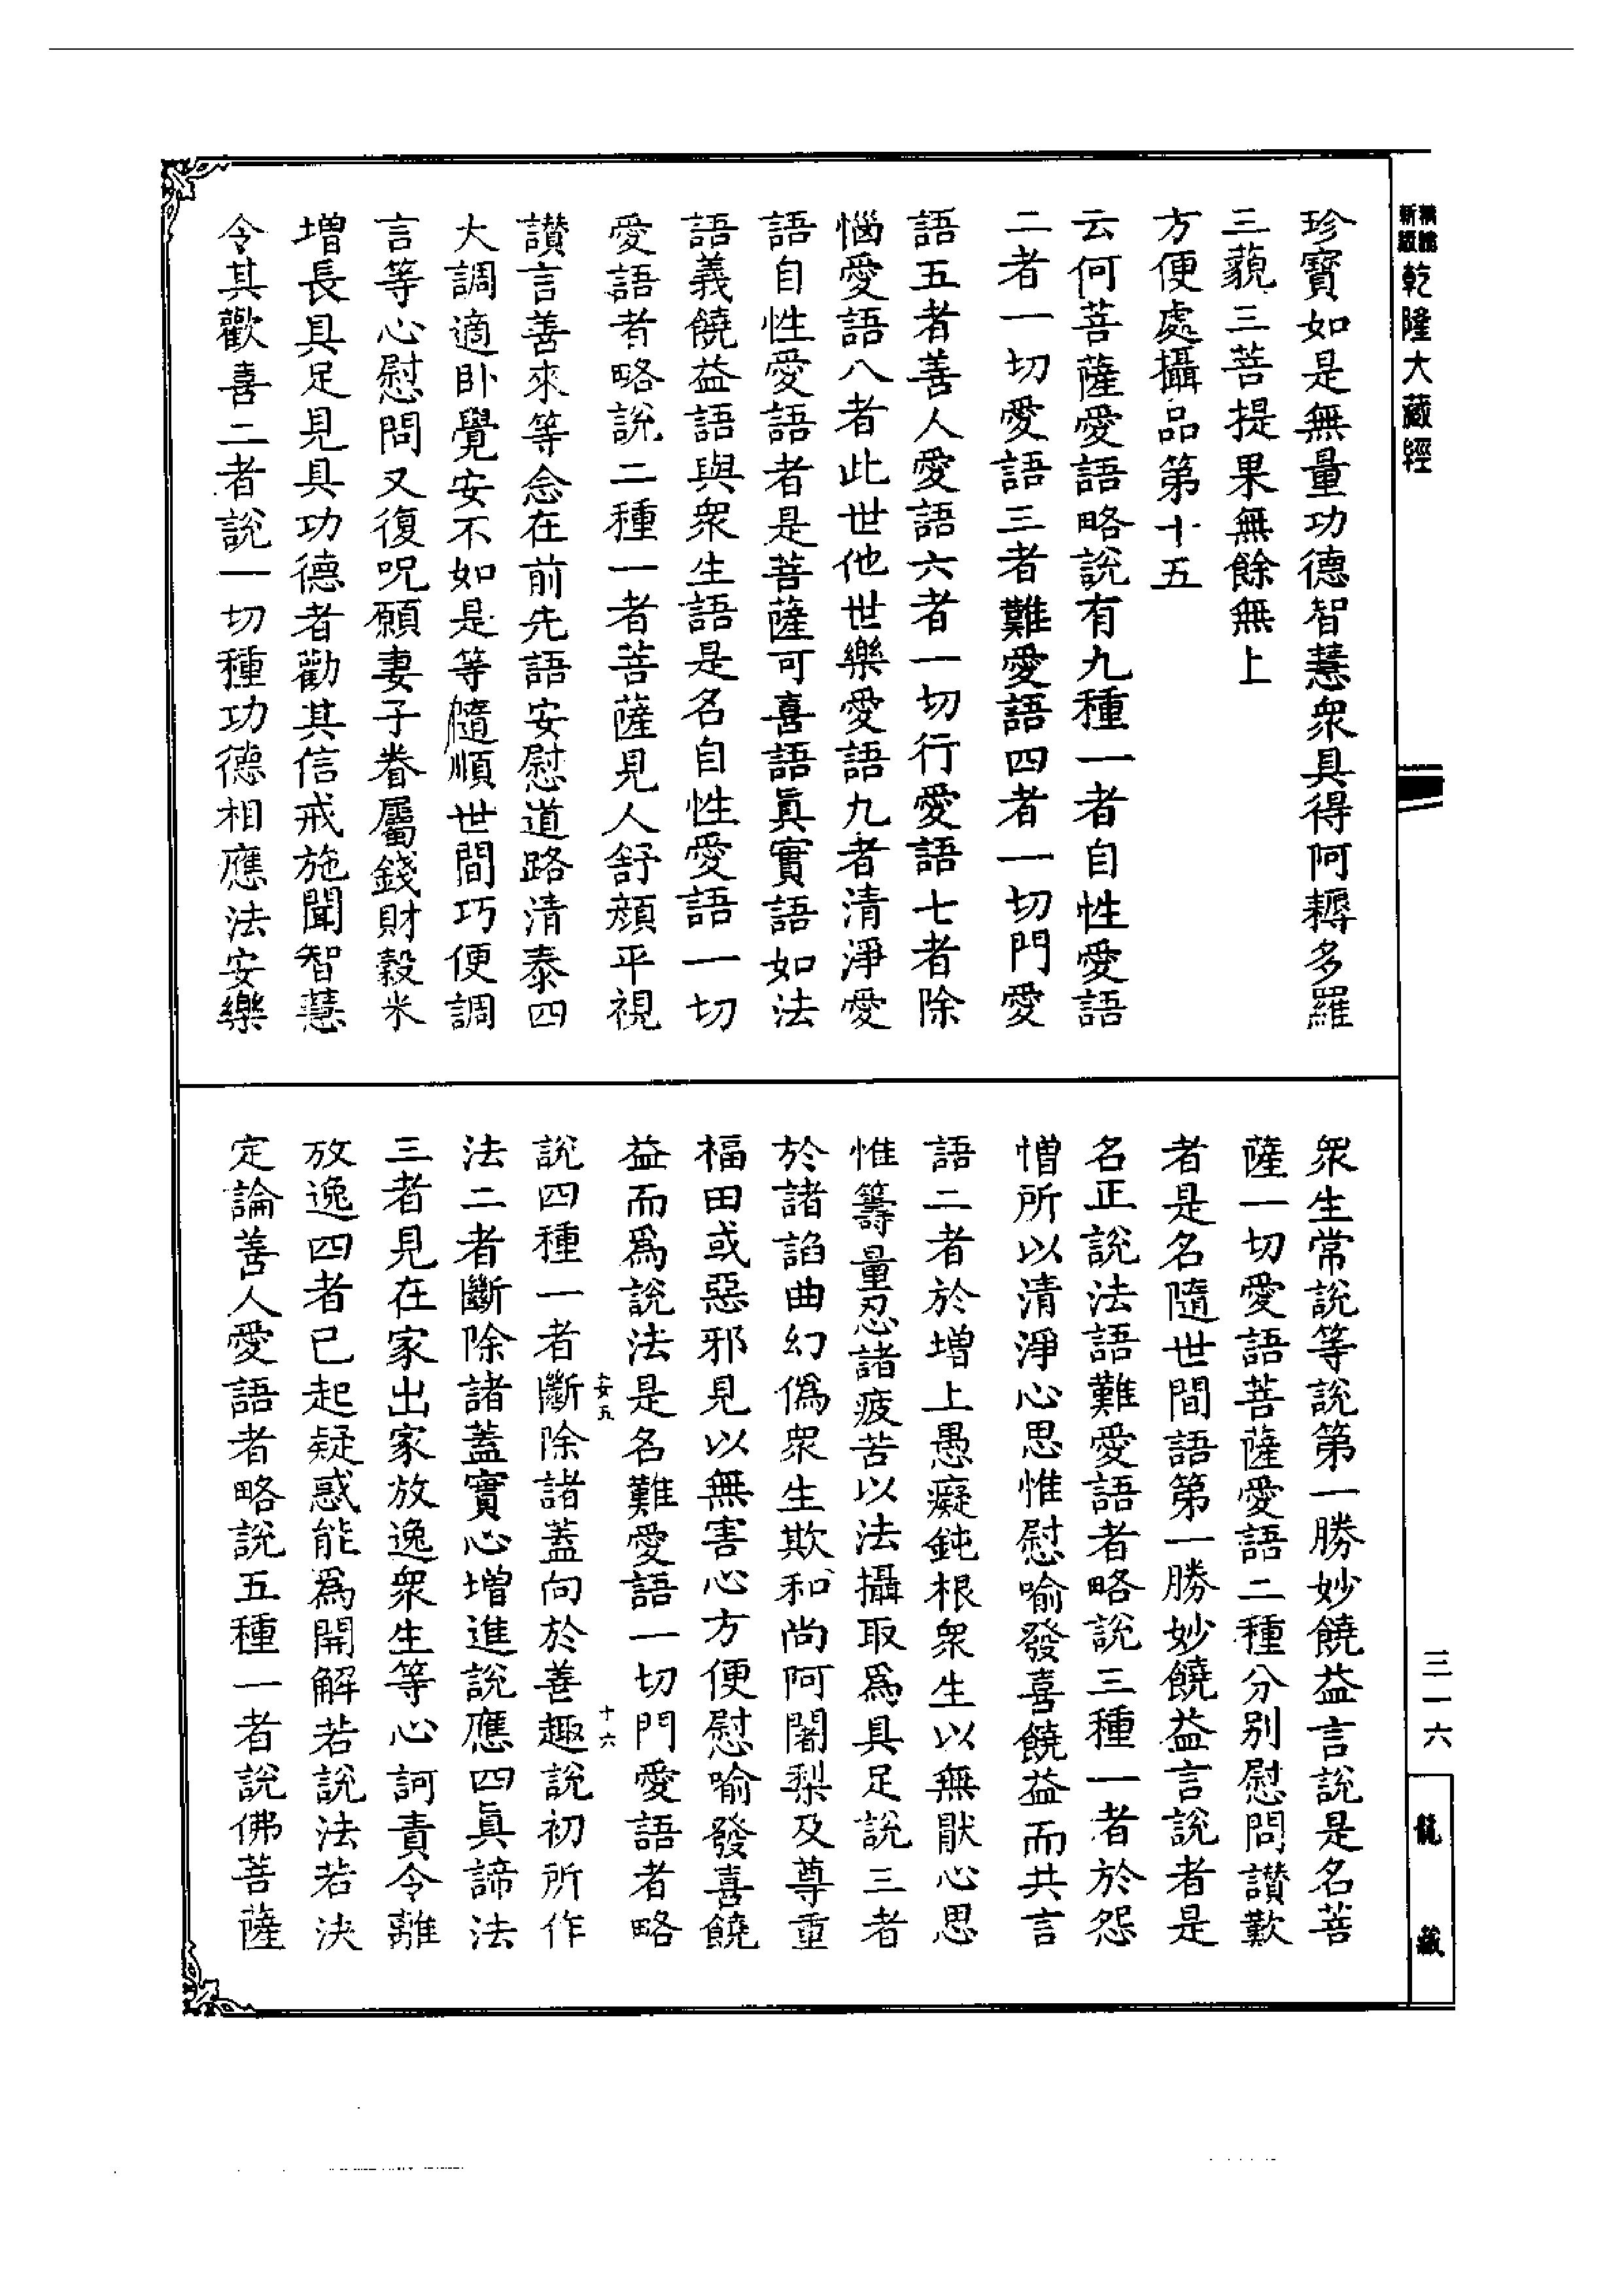 乾隆大藏經
珍寶如是無量功德智慧衆具得阿耨多羅
三藐三菩提果無餘無上
方便處攝品第十五
云何菩薩愛語略說有九種一者自性愛語
二者一切愛語三者難愛語四者一切門愛
語五者善人愛語六者一切行愛語七者除
惱愛語八者此世他世樂愛語九者清淨愛
語自性愛語者是菩薩可喜語眞實語如法
語義饒益語與衆生語是名自性愛語一切
愛語者略說二種一者菩薩見人舒顔平視
讃言善來等念在前先語安慰道路清泰四
大調適卧覺安不如是等隨順世間巧便調
言等心慰問又復呪願妻子眷屬錢財穀米
增長具足見具功德者勸其信戒施聞智慧
令其歡喜二者說一切種功德相應法安樂
衆生常說等說第一勝妙饒益言說是名菩
薩一切愛語菩薩愛語二種分別慰問讃歎
者是名隨世間語第一勝妙饒益言說者是
名正說法語難愛語者略說三種一者於怨
憎所以清淨心思惟慰喻發喜饒益而共言
語二者於增上愚癡鈍根衆生以無猒心思
惟籌量忍諸疲苦以法攝取爲具足說三者
於諸諂曲幻僞衆生欺和尚阿闍梨及尊重
福田或惡邪見以無害心方便慰喻發喜饒
益而爲說法是名難愛語一切門愛語者略
安五
十六
說四種一者斷除諸蓋向於善趣說初所作
法二者斷除諸蓋實心增進說應四眞諦法
三者見在家出家放逸衆生等心訶責令離
放逸四者已起疑惑能爲開解若說法若決
定論善人愛語者略說五種一者說佛菩薩
三一六
龍藏